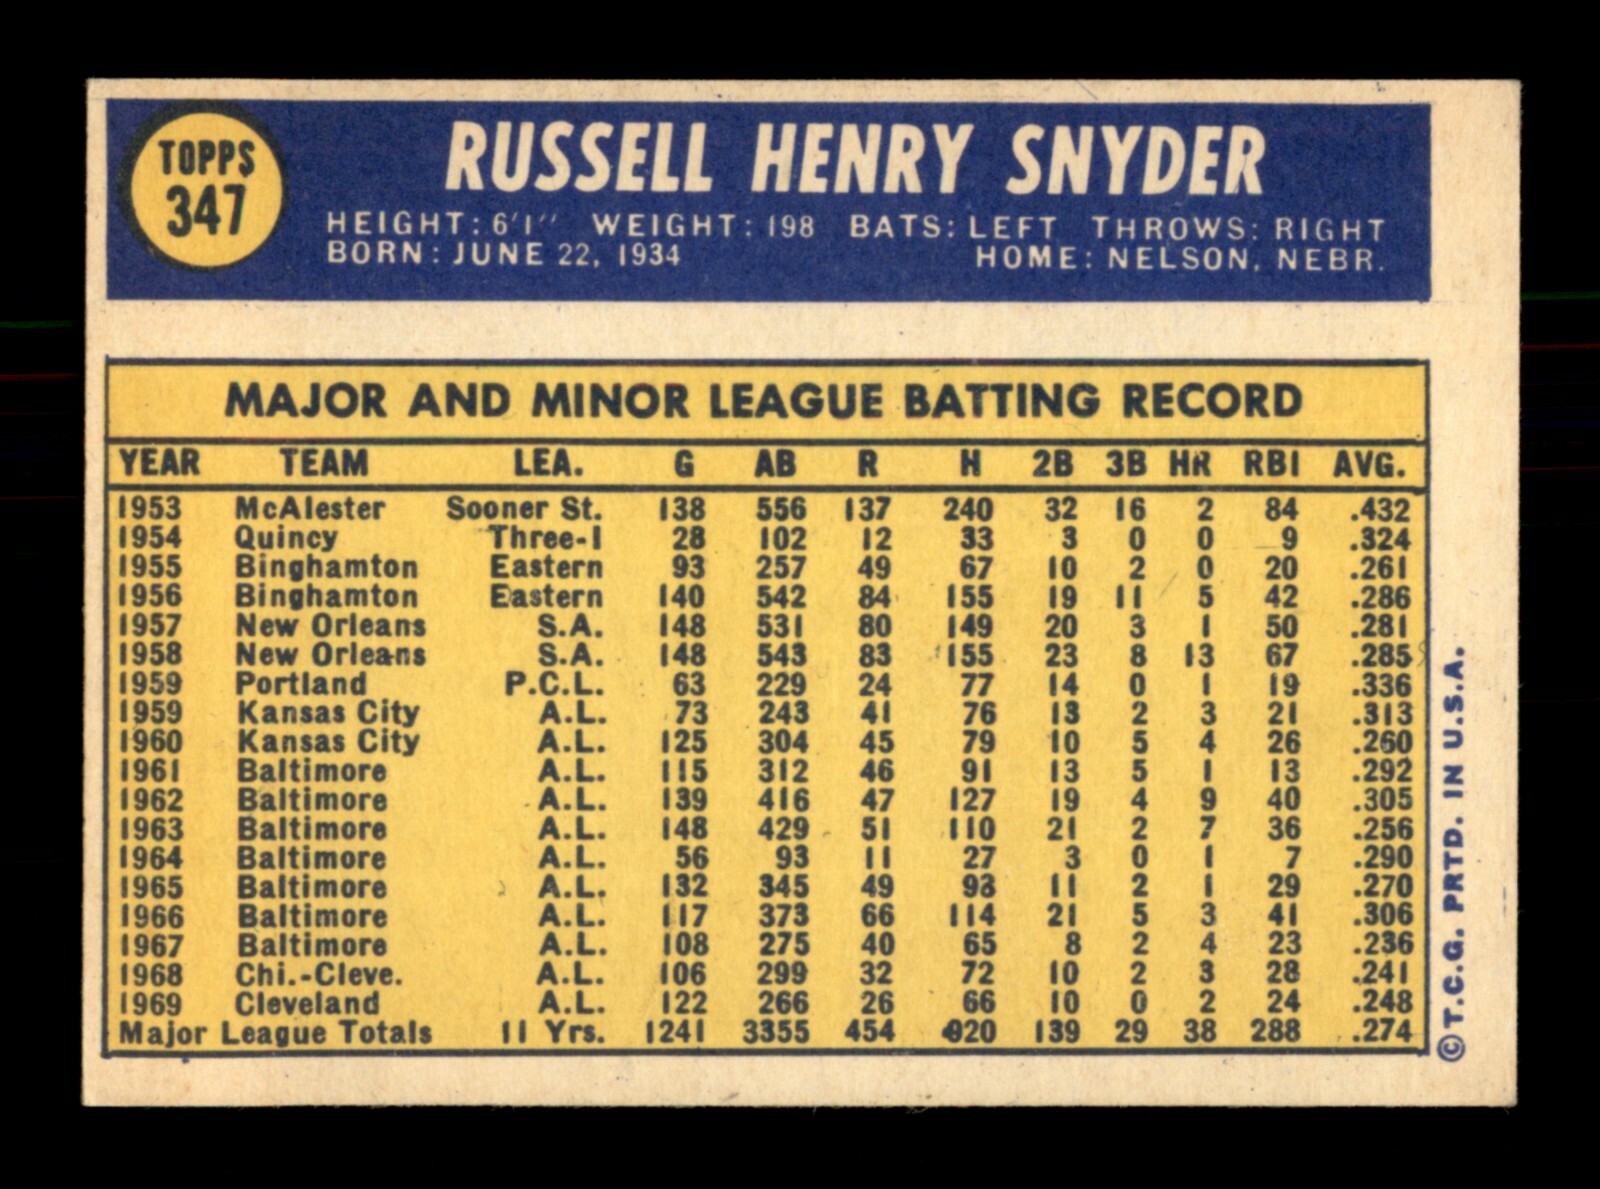 TOPPS
347
RUSSELL HENRY SNYDER
HEIGHT: 6'1" WEIGHT: 198 BATS: LEFT THROWS: RIGHT
BORN: JUNE 22, 1934 HOME: NELSON, NEBR.
MAJOR AND MINOR LEAGUE BATTING RECORD
YEAR TEAM LEA. G AB R H 2B 3B HR RBI AVG.
1953 McAlester Sooner St. 138 556 137 240 32 16 2 84 .432
1954 Quincy Three-I 28 102 12 33 3 0 0 9 .324
1955 Binghamton Eastern 93 257 49 67 10 2 0 20 .261
1956 Binghamton Eastern 140 542 84 155 19 11 5 42 .286
1957 New Orleans S.A. 148 531 80 149 20 3 1 50 .281
1958 New Orleans S.A. 148 543 83 155 23 8 13 67 .285
1959 Portland P.C.L. 63 229 24 77 14 0 1 19 .336
1959 Kansas City A.L. 73 243 41 76 13 2 3 21 .313
1960 Kansas City A.L. 125 304 45 79 10 5 4 26 .260
1961 Baltimore A.L. 115 312 46 91 13 5 1 13 .292
1962 Baltimore A.L. 139 416 47 127 19 4 9 40 .305
1963 Baltimore A.L. 148 429 51 110 21 2 7 36 .256
1964 Baltimore A.L. 56 93 11 27 3 0 1 7 .290
1965 Baltimore A.L. 132 345 49 93 11 2 1 29 .270
1966 Baltimore A.L. 117 373 66 114 21 5 3 41 .306
1967 Baltimore A.L. 108 275 40 65 8 2 4 23 .236
1968 Chi.-Cleve. A.L. 106 299 32 72 10 2 3 28 .241
1969 Cleveland A.L. 122 266 26 66 10 0 2 24 .248
Major League Totals 11 Yrs. 1241 3355 454 920 139 29 38 288 .274
© T.C.G. PRTD. IN U.S.A.